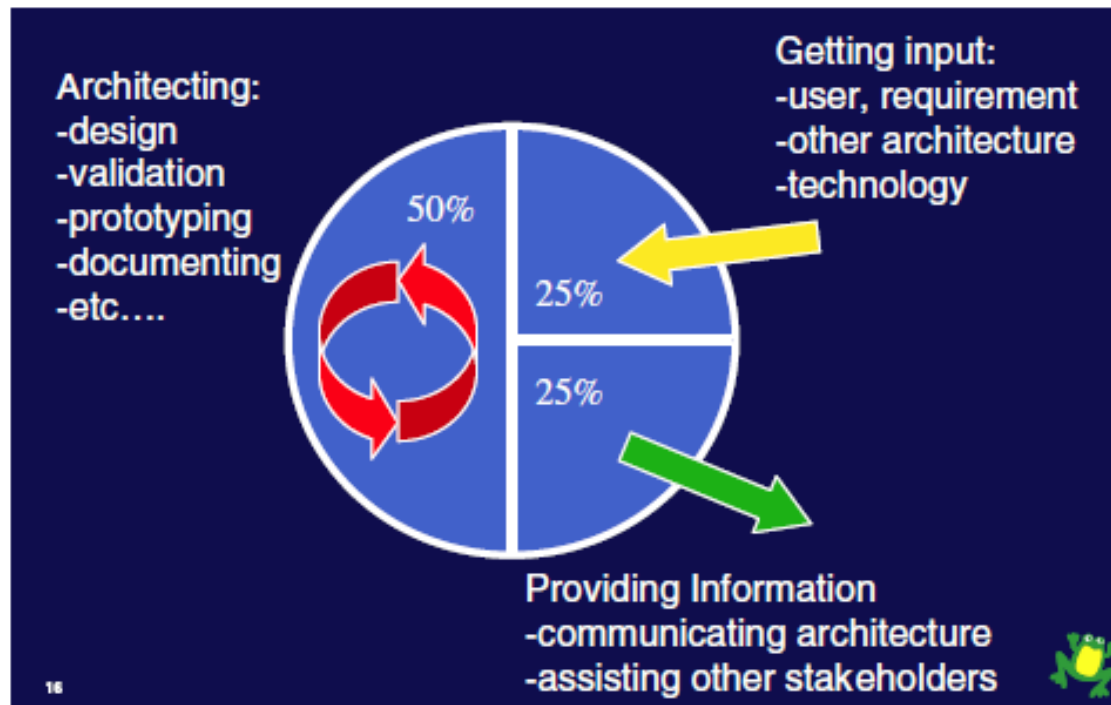 Architecting:
-design
-validation
-prototyping
-documenting
-etc….
50%
Getting input:
-user, requirement
-other architecture
-technology
25%
25%
Providing Information
-communicating architecture
-assisting other stakeholders
16